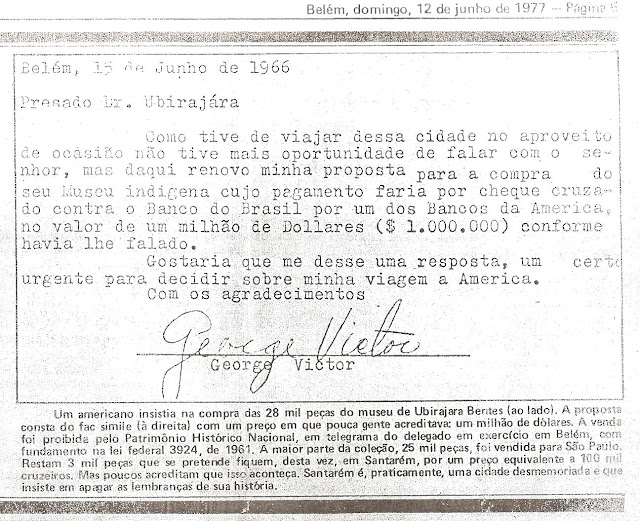 Belém, domingo, 12 de junho de 1977 — Página 5
Belém, 15 de Junho de 1966
Presado Dr. Ubirajára
Como tive de viajar dessa cidade no aproveito
de ocasião não tive mais oportunidade de falar com o se-
nhor, mas daqui renovo minha proposta para a compra do
seu Museu indigena cujo pagamento faria por cheque cruza-
do contra o Banco do Brasil por um dos Bancos da America,
no valor de um milhão de Dollares ($ 1.000.000) conforme
havia lhe falado.
Gostaria que me desse uma resposta, um certo
urgente para decidir sobre minha viagem a America.
Com os agradecimentos
George Victor
George Victor
Um americano insistia na compra das 28 mil peças do museu de Ubirajara Bentes (ao lado). A proposta
consta do fac simile (à direita) com um preço em que pouca gente acreditava: um milhão de dólares. A venda
foi proibida pelo Patrimônio Histórico Nacional, em telegrama do delegado em exercício em Belém, com
fundamento na lei federal 3924, de 1961. A maior parte da coleção, 25 mil peças, foi vendida para São Paulo.
Restam 3 mil peças que se pretende fiquem, desta vez, em Santarém, por um preço equivalente a 100 mil
cruzeiros. Mas poucos acreditam que isso aconteça. Santarém é, praticamente, uma cidade desmemoriada e que
insiste em apagar as lembranças de sua história.